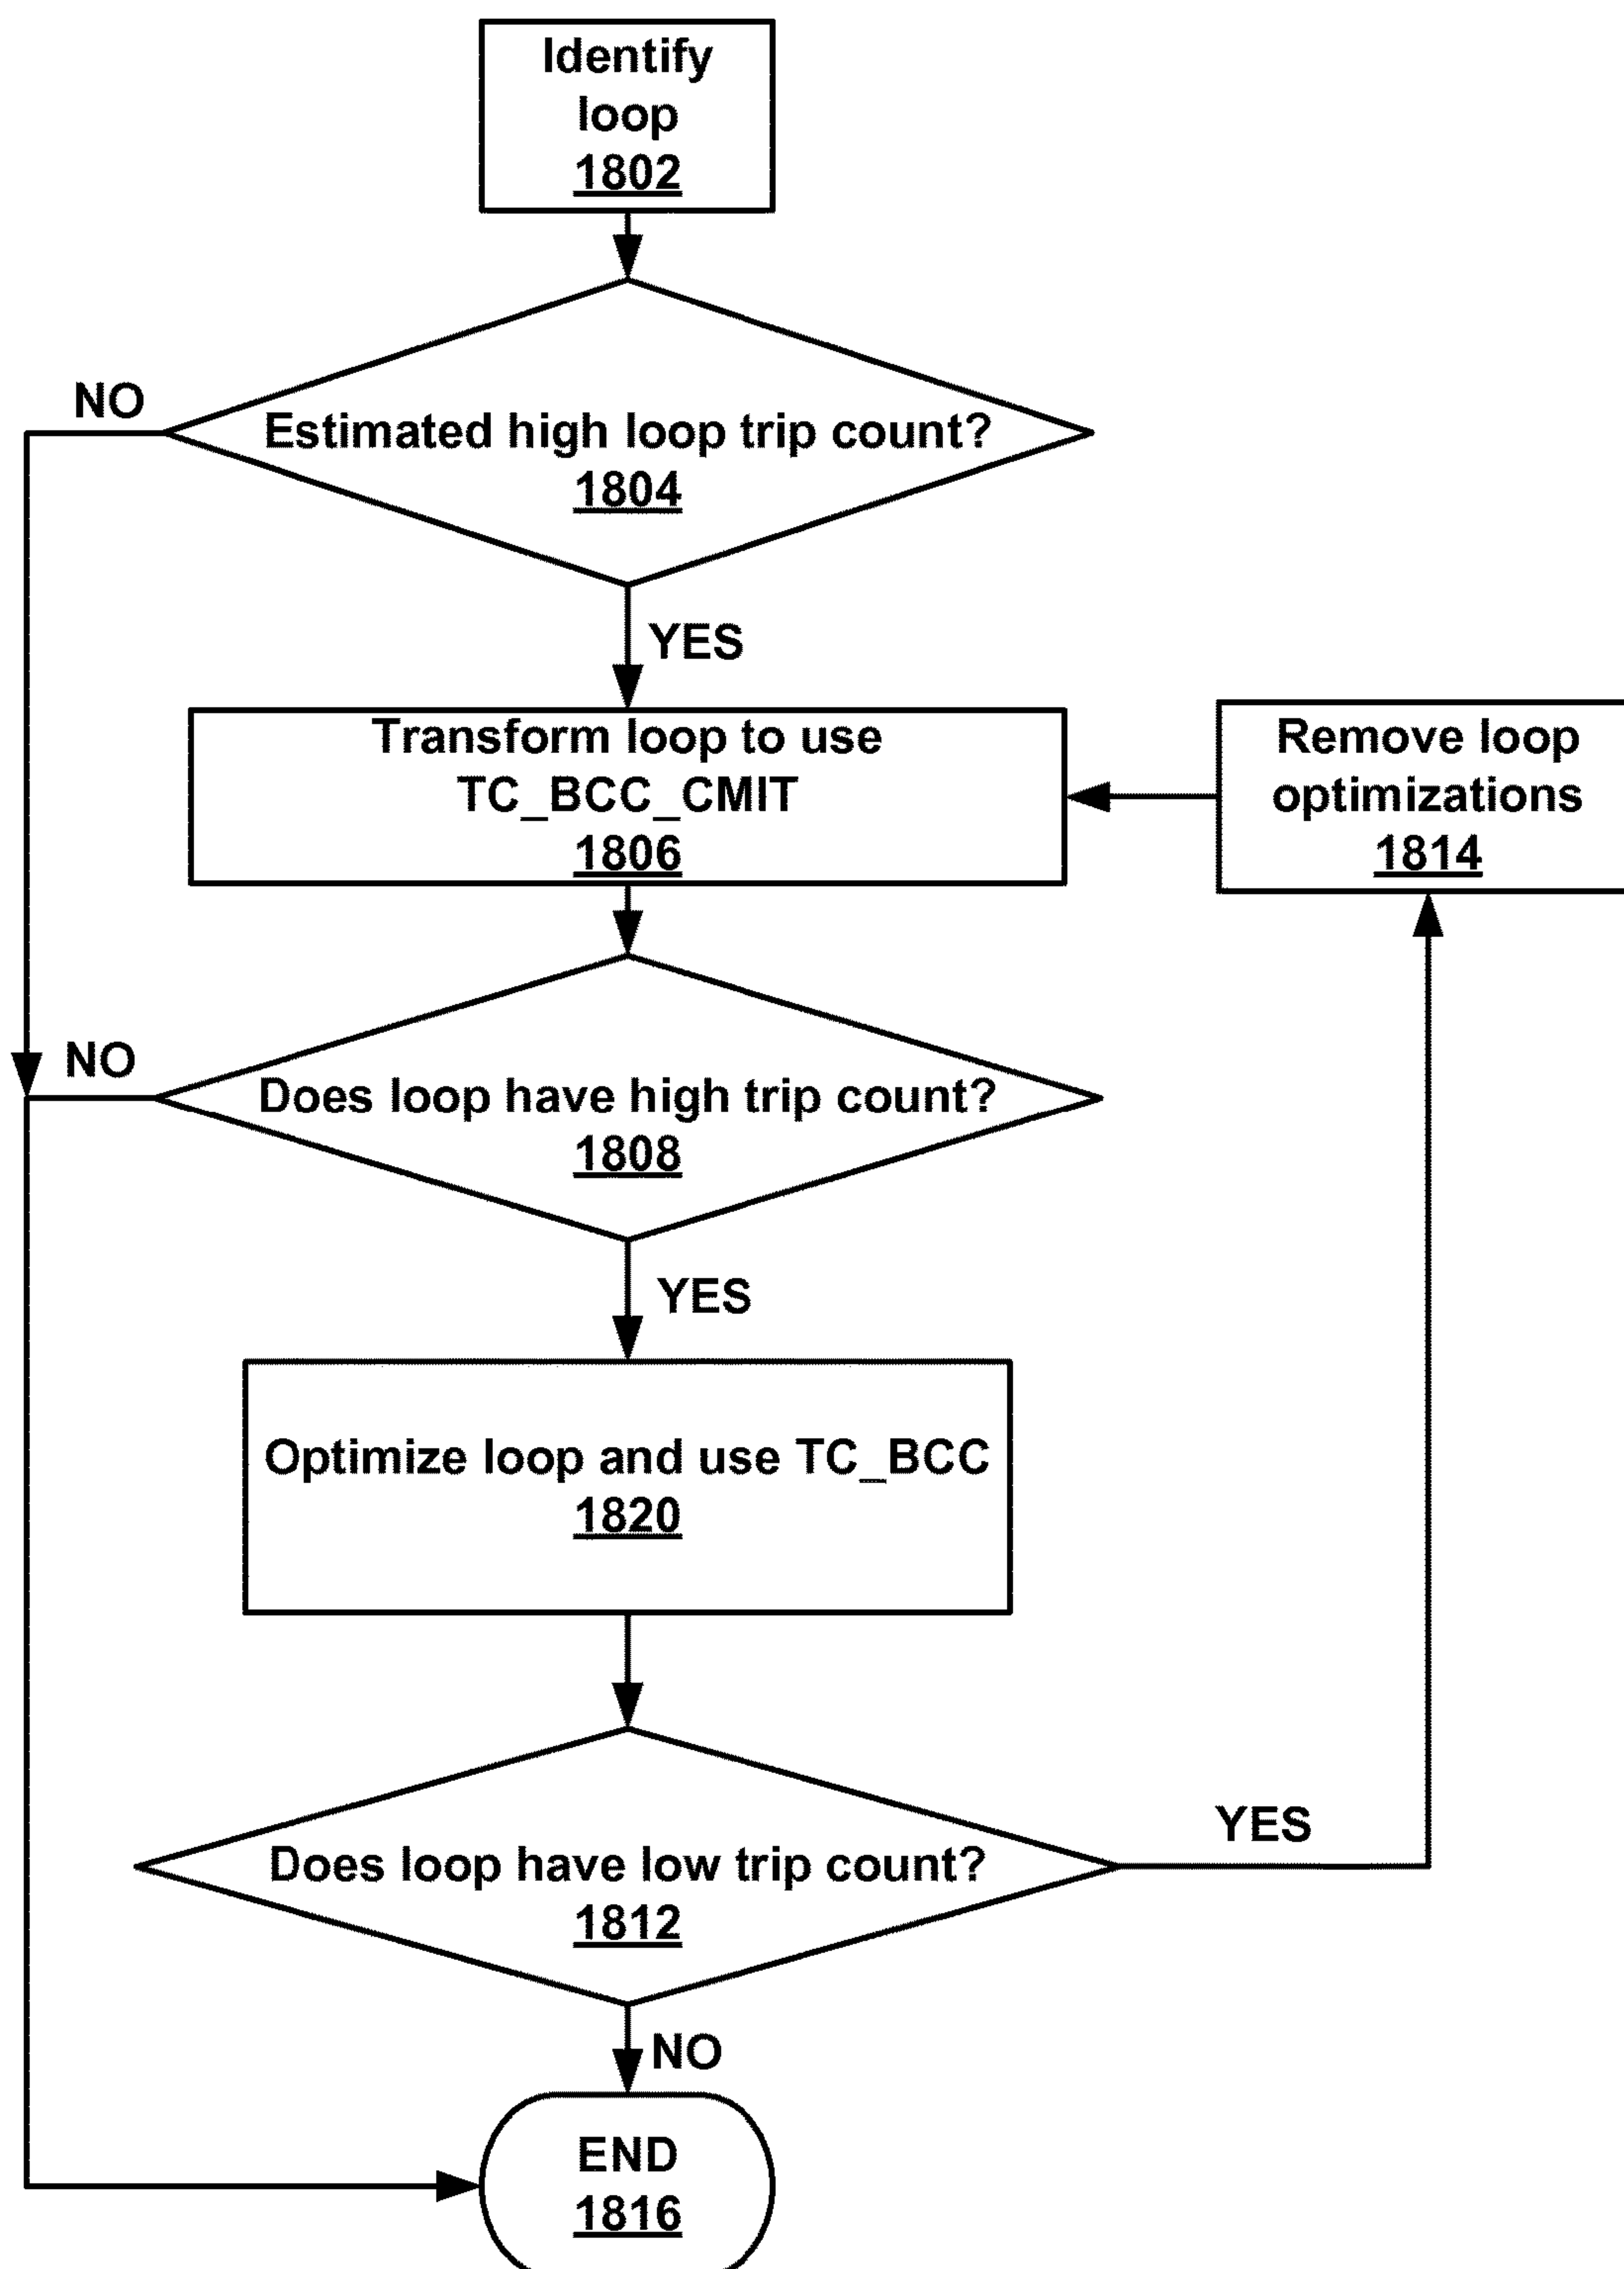 Identify
loop
1802
NO
Estimated high loop trip count?
1804
YES
Transform loop to use
TC_BCC_CMIT
1806
Remove loop
optimizations
1814
NO
Does loop have high trip count?
1808
YES
Optimize loop and use TC_BCC
1820
Does loop have low trip count?
1812
YES
NO
END
1816